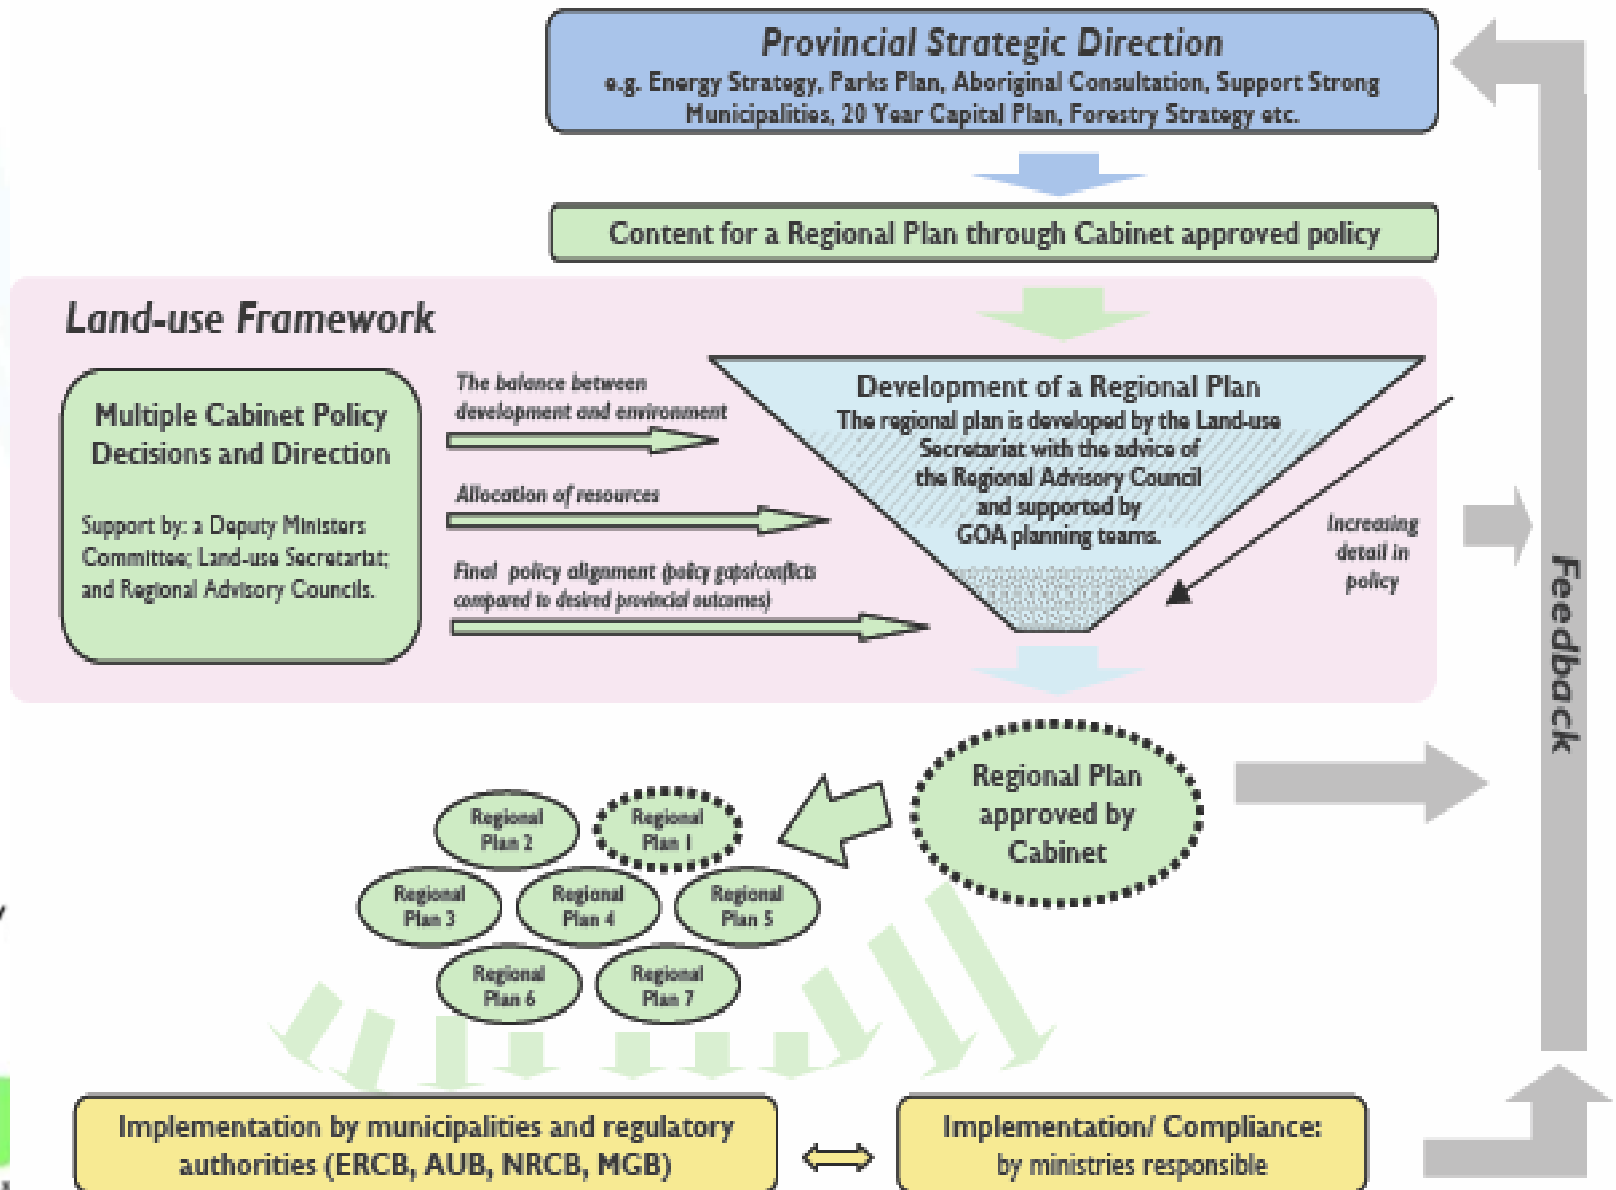 Provincial Strategic Direction
e.g. Energy Strategy, Parks Plan, Aboriginal Consultation, Support Strong
Municipalities, 20 Year Capital Plan, Forestry Strategy etc.
Content for a Regional Plan through Cabinet approved policy
Land-use Framework
Multiple Cabinet Policy
Decisions and Direction
Support by: a Deputy Ministers
Committee; Land-use Secretariat;
and Regional Advisory Councils.
The balance between
development and environment
Allocation of resources
Final policy alignment (policy gaps/conflicts
compared to desired provincial outcomes)
Development of a Regional Plan
The regional plan is developed by the Land-use
Secretariat with the advice of
the Regional Advisory Council
and supported by
GOA planning teams.
Increasing
detail in
policy
Feedback
Regional Plan
approved by
Cabinet
Regional
Plan 2
Regional
Plan 1
Regional
Plan 3
Regional
Plan 4
Regional
Plan 5
Regional
Plan 6
Regional
Plan 7
Implementation by municipalities and regulatory
authorities (ERCB, AUB, NRCB, MGB)
Implementation/ Compliance:
by ministries responsible